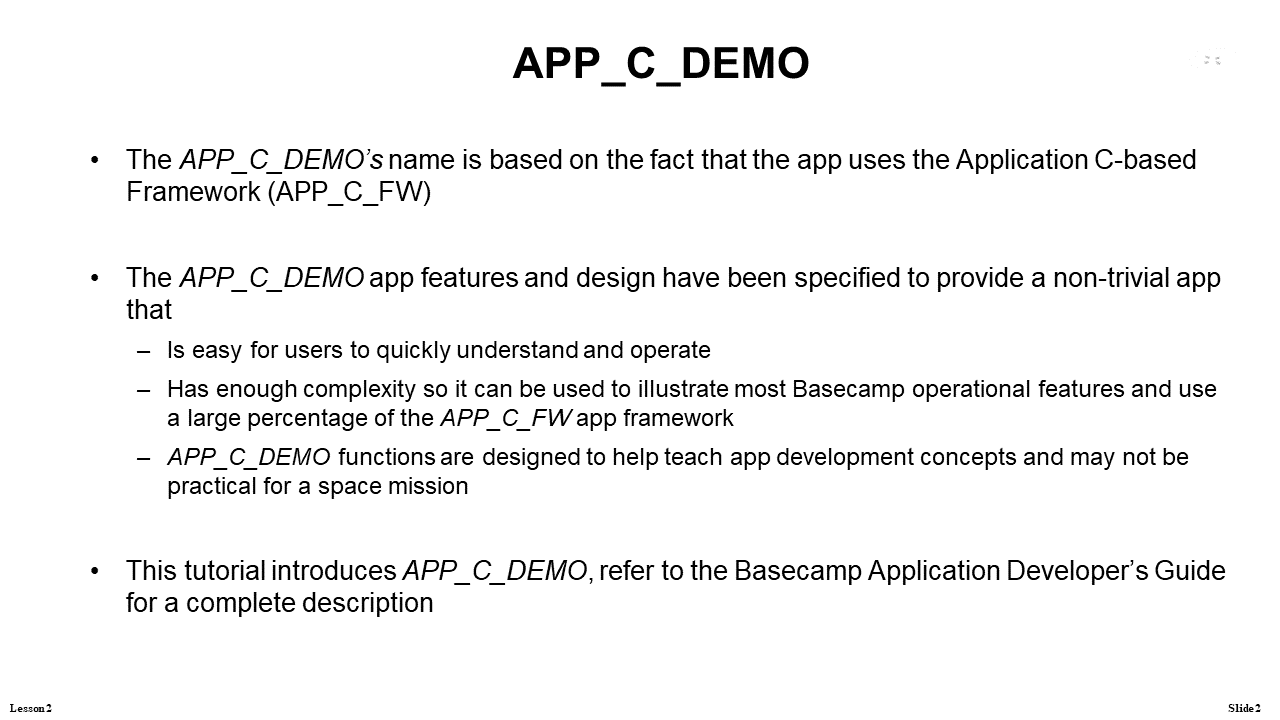 APP_C_DEMO
• The APP_C_DEMO’s name is based on the fact that the app uses the Application C-based
Framework (APP_C_FW)
• The APP_C_DEMO app features and design have been specified to provide a non-trivial app
that
– Is easy for users to quickly understand and operate
– Has enough complexity so it can be used to illustrate most Basecamp operational features and use
a large percentage of the APP_C_FW app framework
– APP_C_DEMO functions are designed to help teach app development concepts and may not be
practical for a space mission
• This tutorial introduces APP_C_DEMO, refer to the Basecamp Application Developer’s Guide
for a complete description
Lesson 2
Slide 2